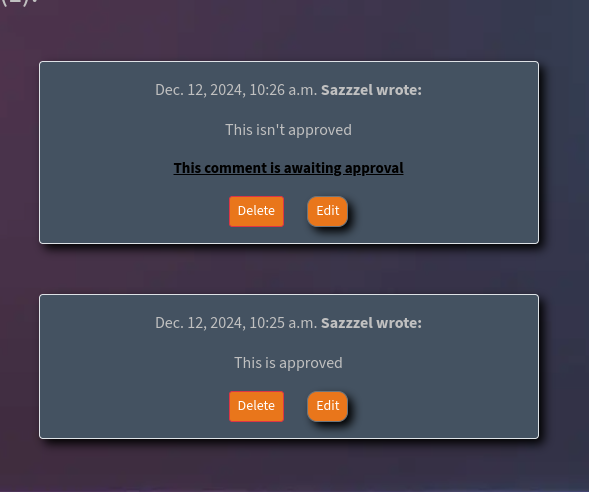 Dec. 12, 2024, 10:26 a.m. Sazzzel wrote:
This isn't approved
This comment is awaiting approval
Delete Edit
Dec. 12, 2024, 10:25 a.m. Sazzzel wrote:
This is approved
Delete Edit